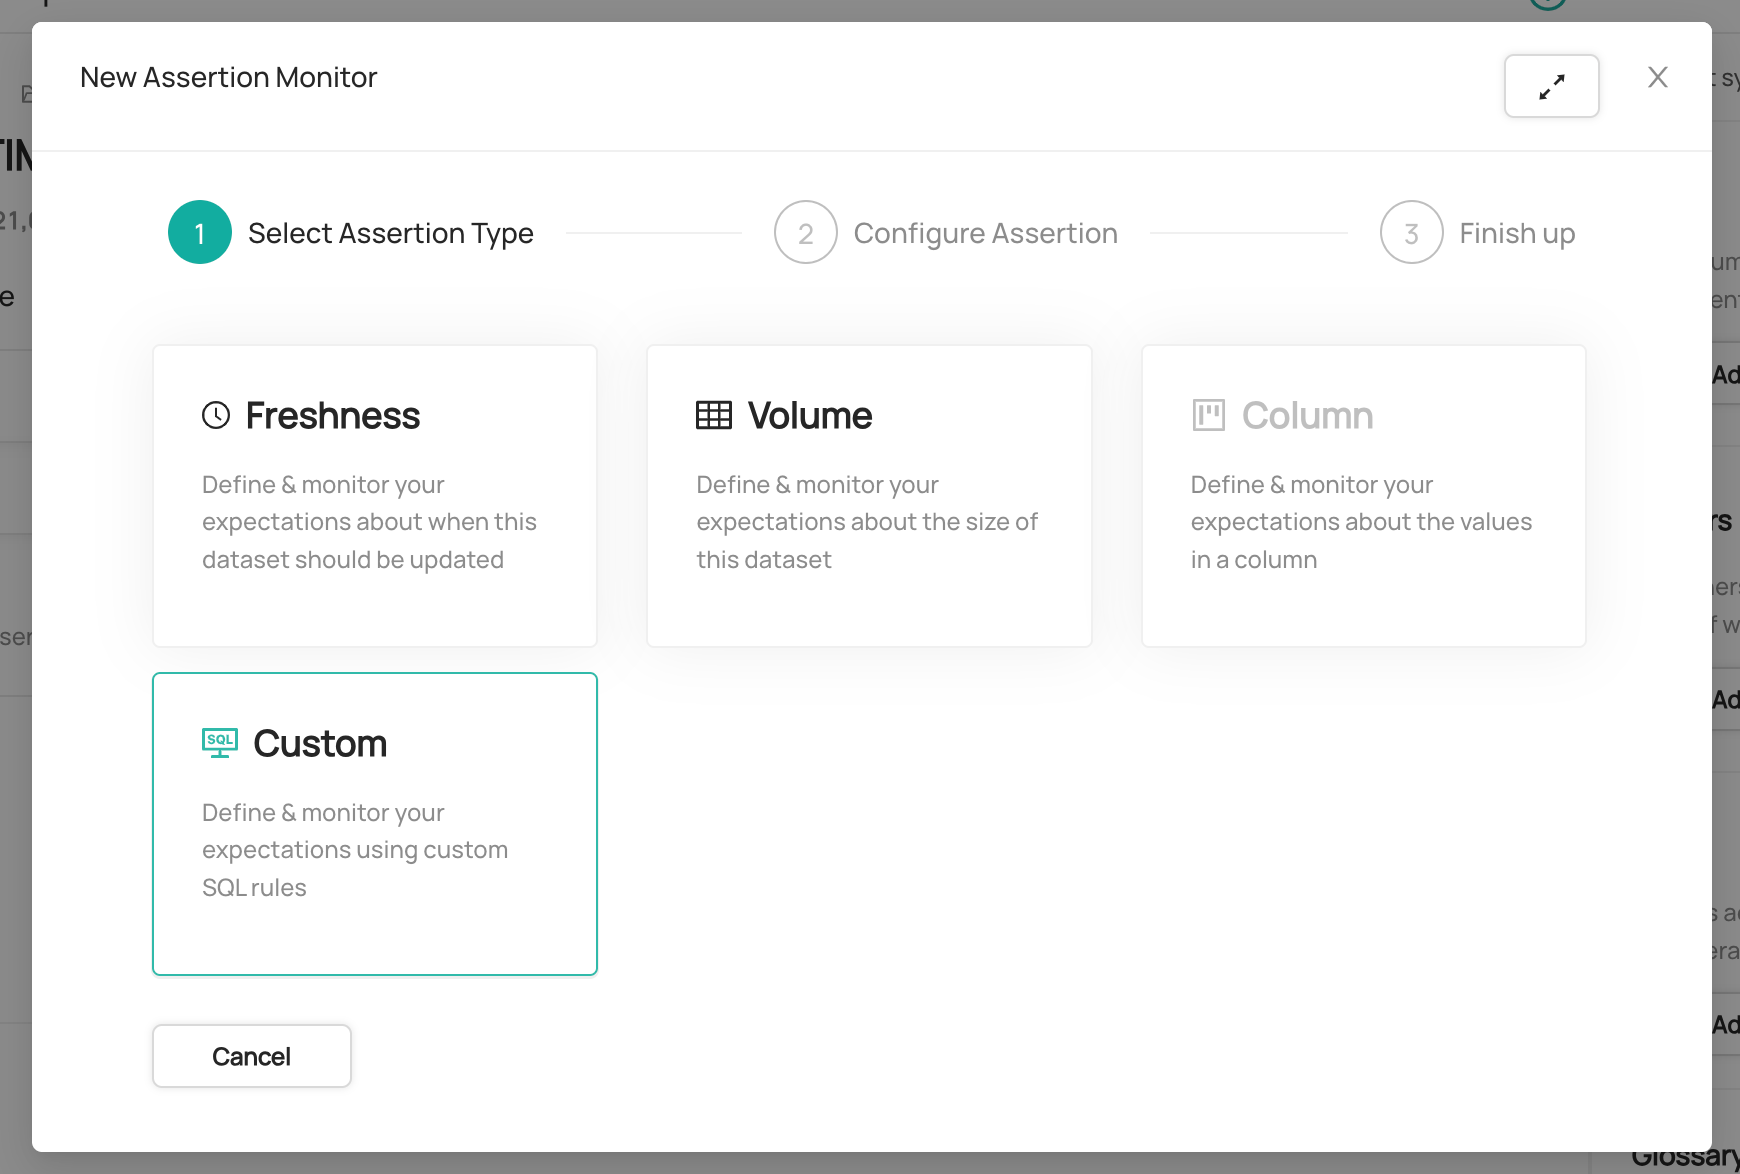 New Assertion Monitor
1 Select Assertion Type
2 Configure Assertion
3 Finish up
Freshness
Define & monitor your
expectations about when this
dataset should be updated
Volume
Define & monitor your
expectations about the size of
this dataset
Column
Define & monitor your
expectations about the values
in a column
SQL Custom
Define & monitor your
expectations using custom
SQL rules
Cancel
Glossary